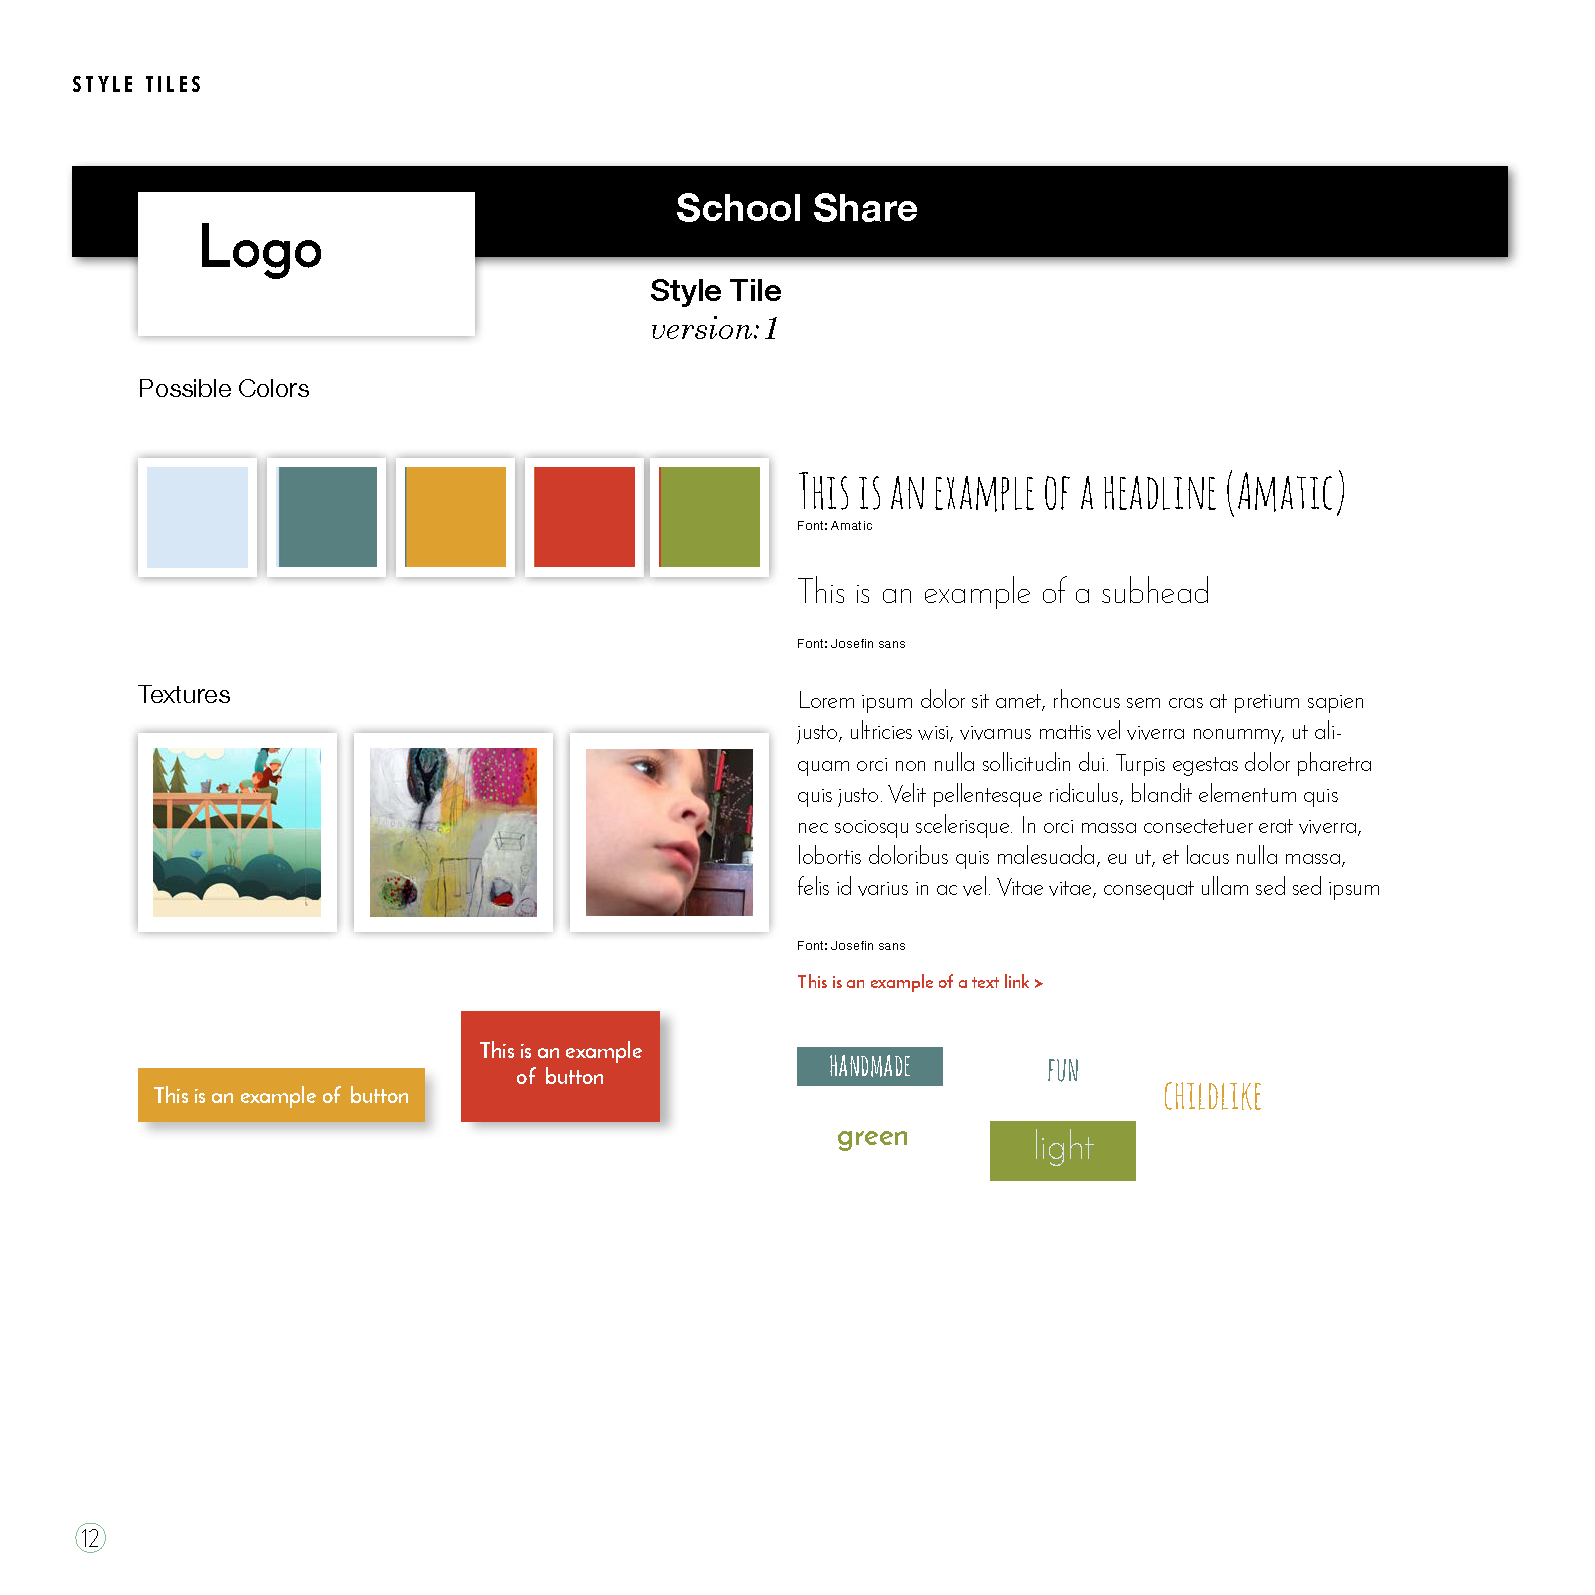 STYLE TILES
School Share
Logo
Style Tile
version:1
Possible Colors
This is an example of a headline (Amatic)
Font: Amatic
This is an example of a subhead
Font: Josefin sans
Textures
Lorem ipsum dolor sit amet, rhoncus sem cras at pretium sapien
justo, ultricies wisi, vivamus mattis vel viverra nonummy, ut ali-
quam orci non nulla sollicitudin dui. Turpis egestas dolor pharetra
quis justo. Velit pellentesque ridiculus, blandit elementum quis
nec sociosqu scelerisque. In orci massa consectetuer erat viverra,
lobortis doloribus quis malesuada, eu ut, et lacus nulla massa,
felis id varius in ac vel. Vitae vitae, consequat ullam sed sed ipsum
Font: Josefin sans
This is an example of a text link >
This is an example of button
This is an example
of button
HANDMADE
FUN
CHILDLIKE
green
light
12